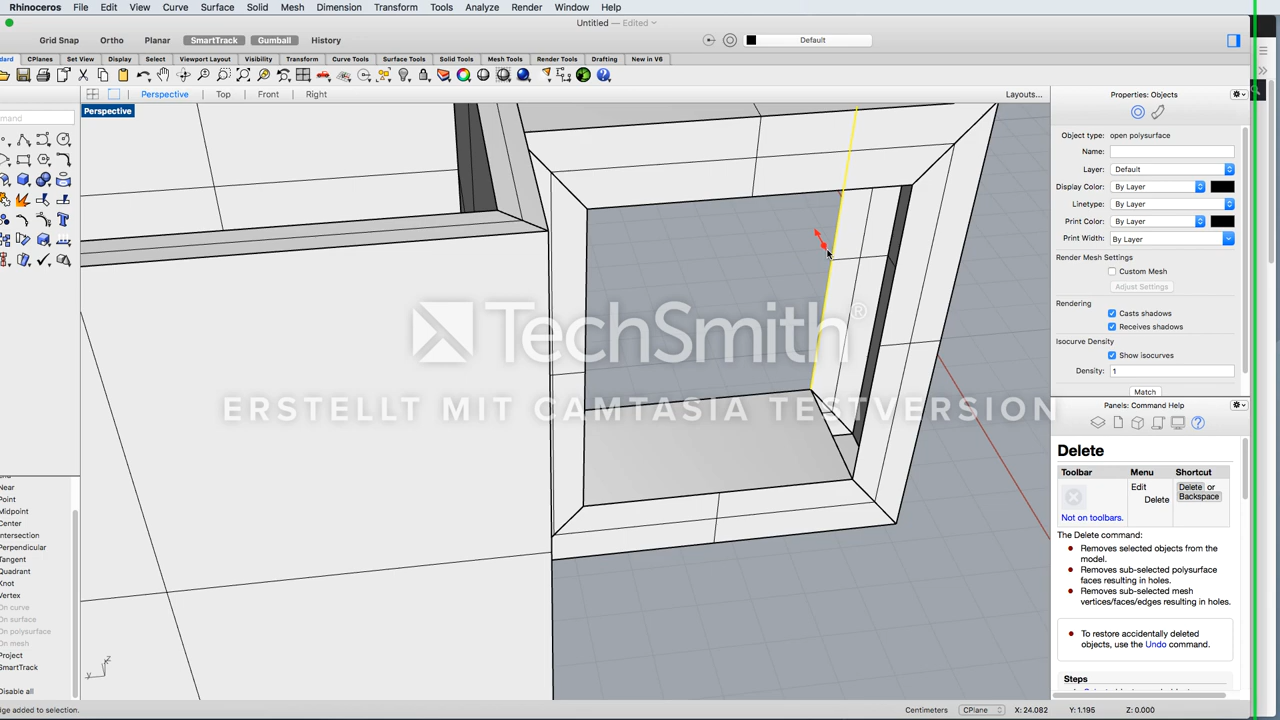 Rhinoceros File Edit View Curve Surface Solid Mesh Dimension Transform Tools Analyze Render Window Help
Untitled — Edited
Grid Snap Ortho Planar SmartTrack Gumball History Default
dard CPlanes Set View Display Select Viewport Layout Visibility Transform Curve Tools Surface Tools Solid Tools Mesh Tools Render Tools Drafting New in V6
Perspective Top Front Right Layouts...
Perspective
mmand
Properties: Objects
Object type: open polysurface
Name:
Layer: Default
Display Color: By Layer
Linetype: By Layer
Print Color: By Layer
Print Width: By Layer
Render Mesh Settings
Custom Mesh
Adjust Settings
Rendering
Casts shadows
Receives shadows
Isocurve Density
Show isocurves
Density: 1
Match
TechSmith®
ERSTELLT MIT CAMTASIA TESTVERSION
Panels: Command Help
Delete
Toolbar Menu Shortcut
Edit Delete or
Delete Backspace
Not on toolbars.
The Delete command:
Removes selected objects from the
model.
Removes sub-selected polysurface
faces resulting in holes.
Removes sub-selected mesh
vertices/faces/edges resulting in holes.
To restore accidentally deleted
objects, use the Undo command.
Steps
Near
Point
Midpoint
Center
ntersection
Perpendicular
Tangent
Quadrant
Knot
Vertex
On curve
On surface
On polysurface
On mesh
Project
SmartTrack
Disable all
z
y
dge added to selection.
Centimeters CPlane X: 24.082 Y: 1.195 Z: 0.000